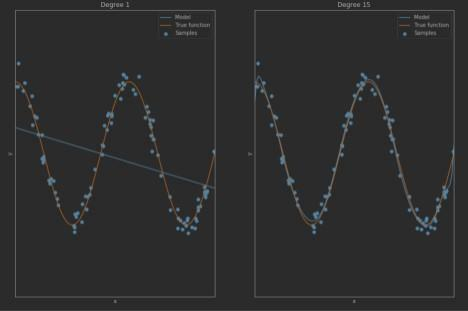 Degree 1
Model
True function
Samples
y
x
Degree 15
Model
True function
Samples
y
x